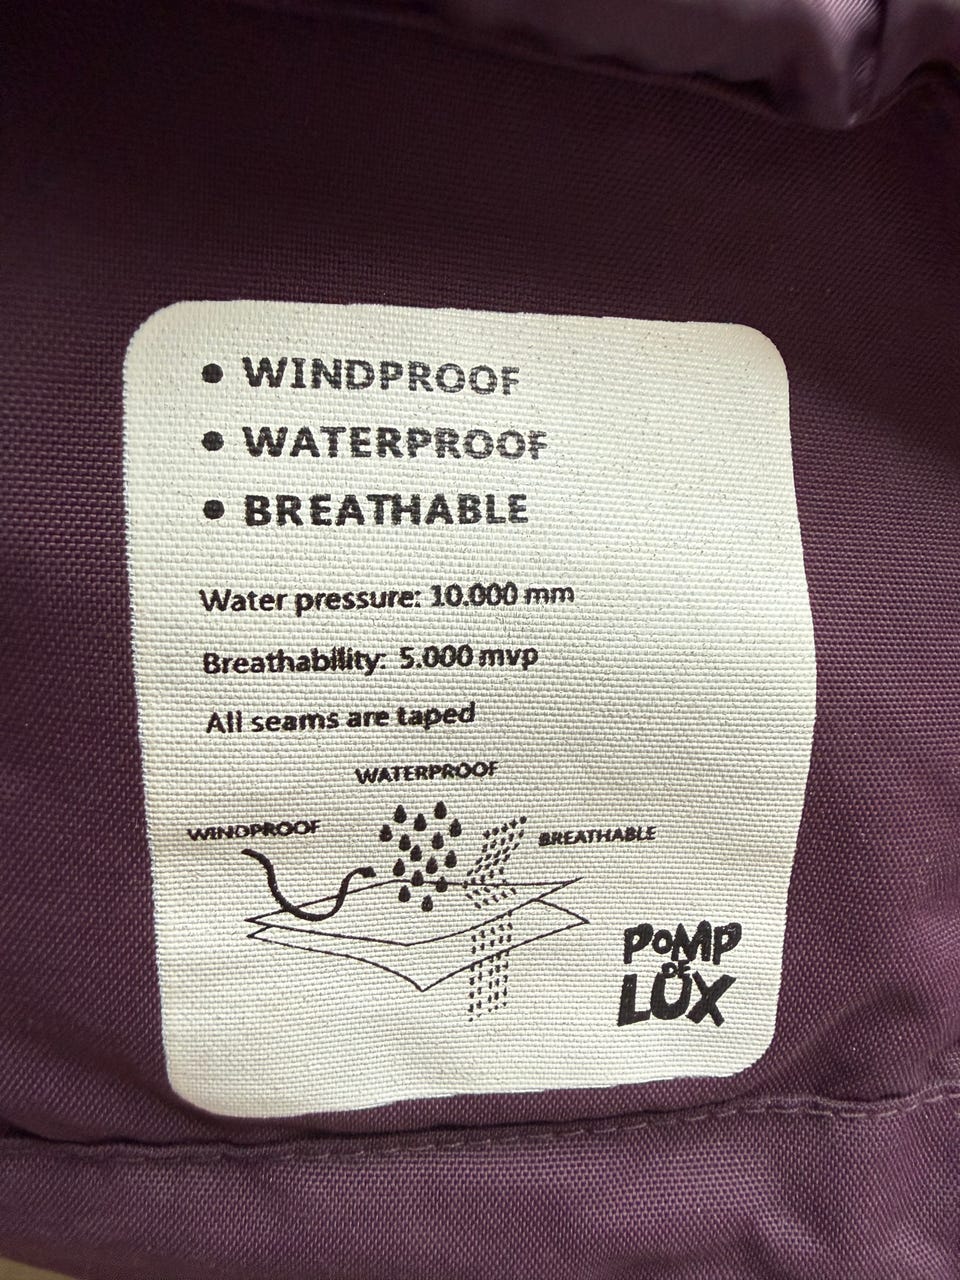 • WINDPROOF
• WATERPROOF
• BREATHABLE
Water pressure: 10.000 mm
Breathability: 5.000 mvp
All seams are taped
WATERPROOF
WINDPROOF
BREATHABLE
POMP
DE
LUX